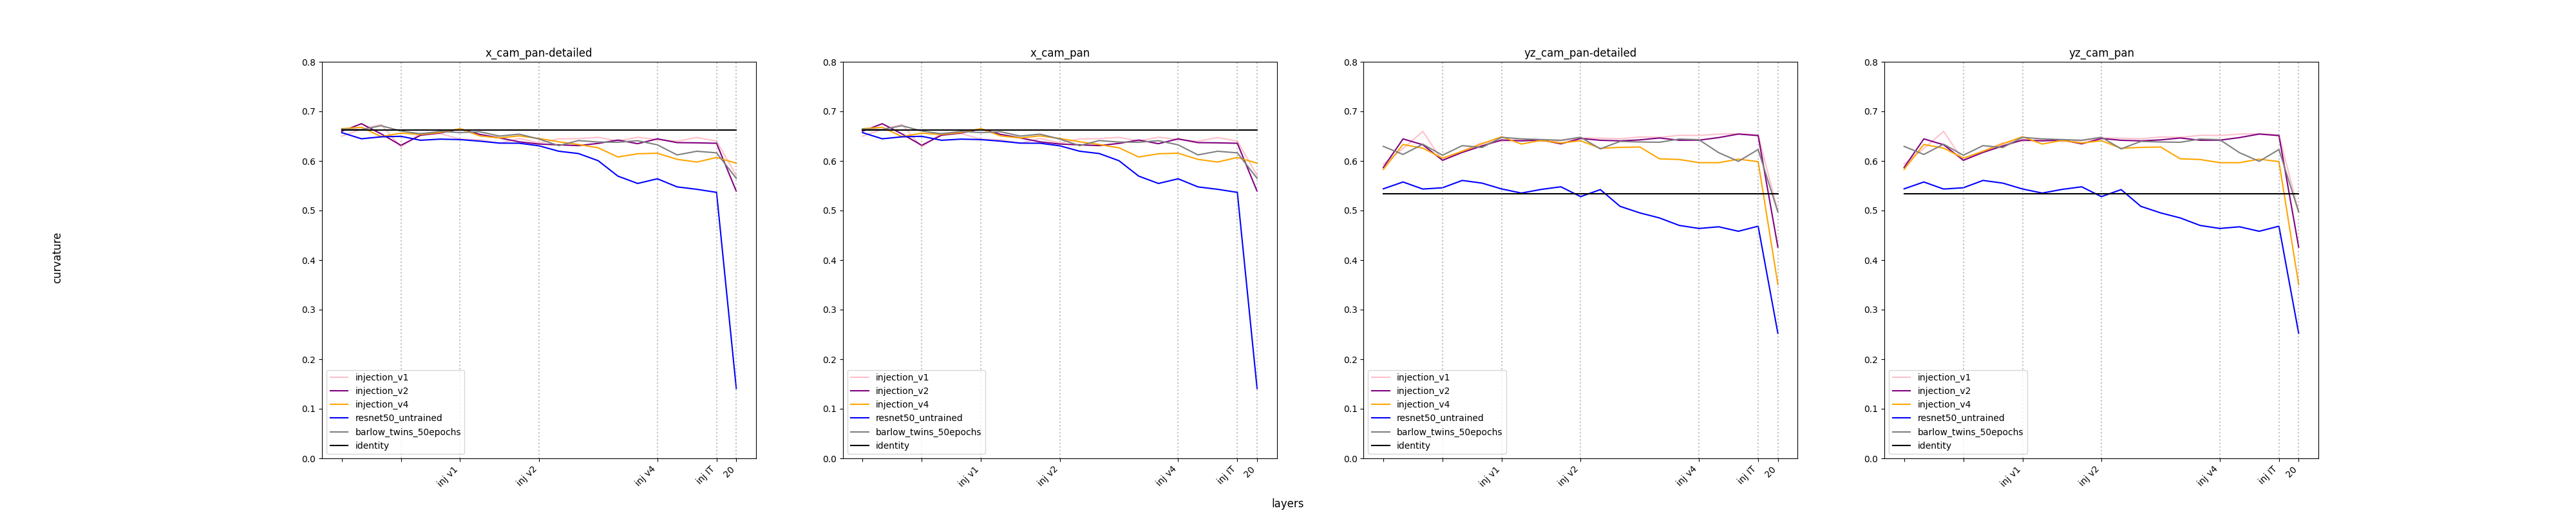 x_cam_pan-detailed
x_cam_pan
yz_cam_pan-detailed
yz_cam_pan
curvature
0.8
0.7
0.6
0.5
0.4
0.3
0.2
0.1
0.0
injection_v1
injection_v2
injection_v4
resnet50_untrained
barlow_twins_50epochs
identity
inj v1
inj v2
inj v4
inj IT
20
0.8
0.7
0.6
0.5
0.4
0.3
0.2
0.1
0.0
injection_v1
injection_v2
injection_v4
resnet50_untrained
barlow_twins_50epochs
identity
inj v1
inj v2
inj v4
inj IT
20
0.8
0.7
0.6
0.5
0.4
0.3
0.2
0.1
0.0
injection_v1
injection_v2
injection_v4
resnet50_untrained
barlow_twins_50epochs
identity
inj v1
inj v2
inj v4
inj IT
20
0.8
0.7
0.6
0.5
0.4
0.3
0.2
0.1
0.0
injection_v1
injection_v2
injection_v4
resnet50_untrained
barlow_twins_50epochs
identity
inj v1
inj v2
inj v4
inj IT
20
layers